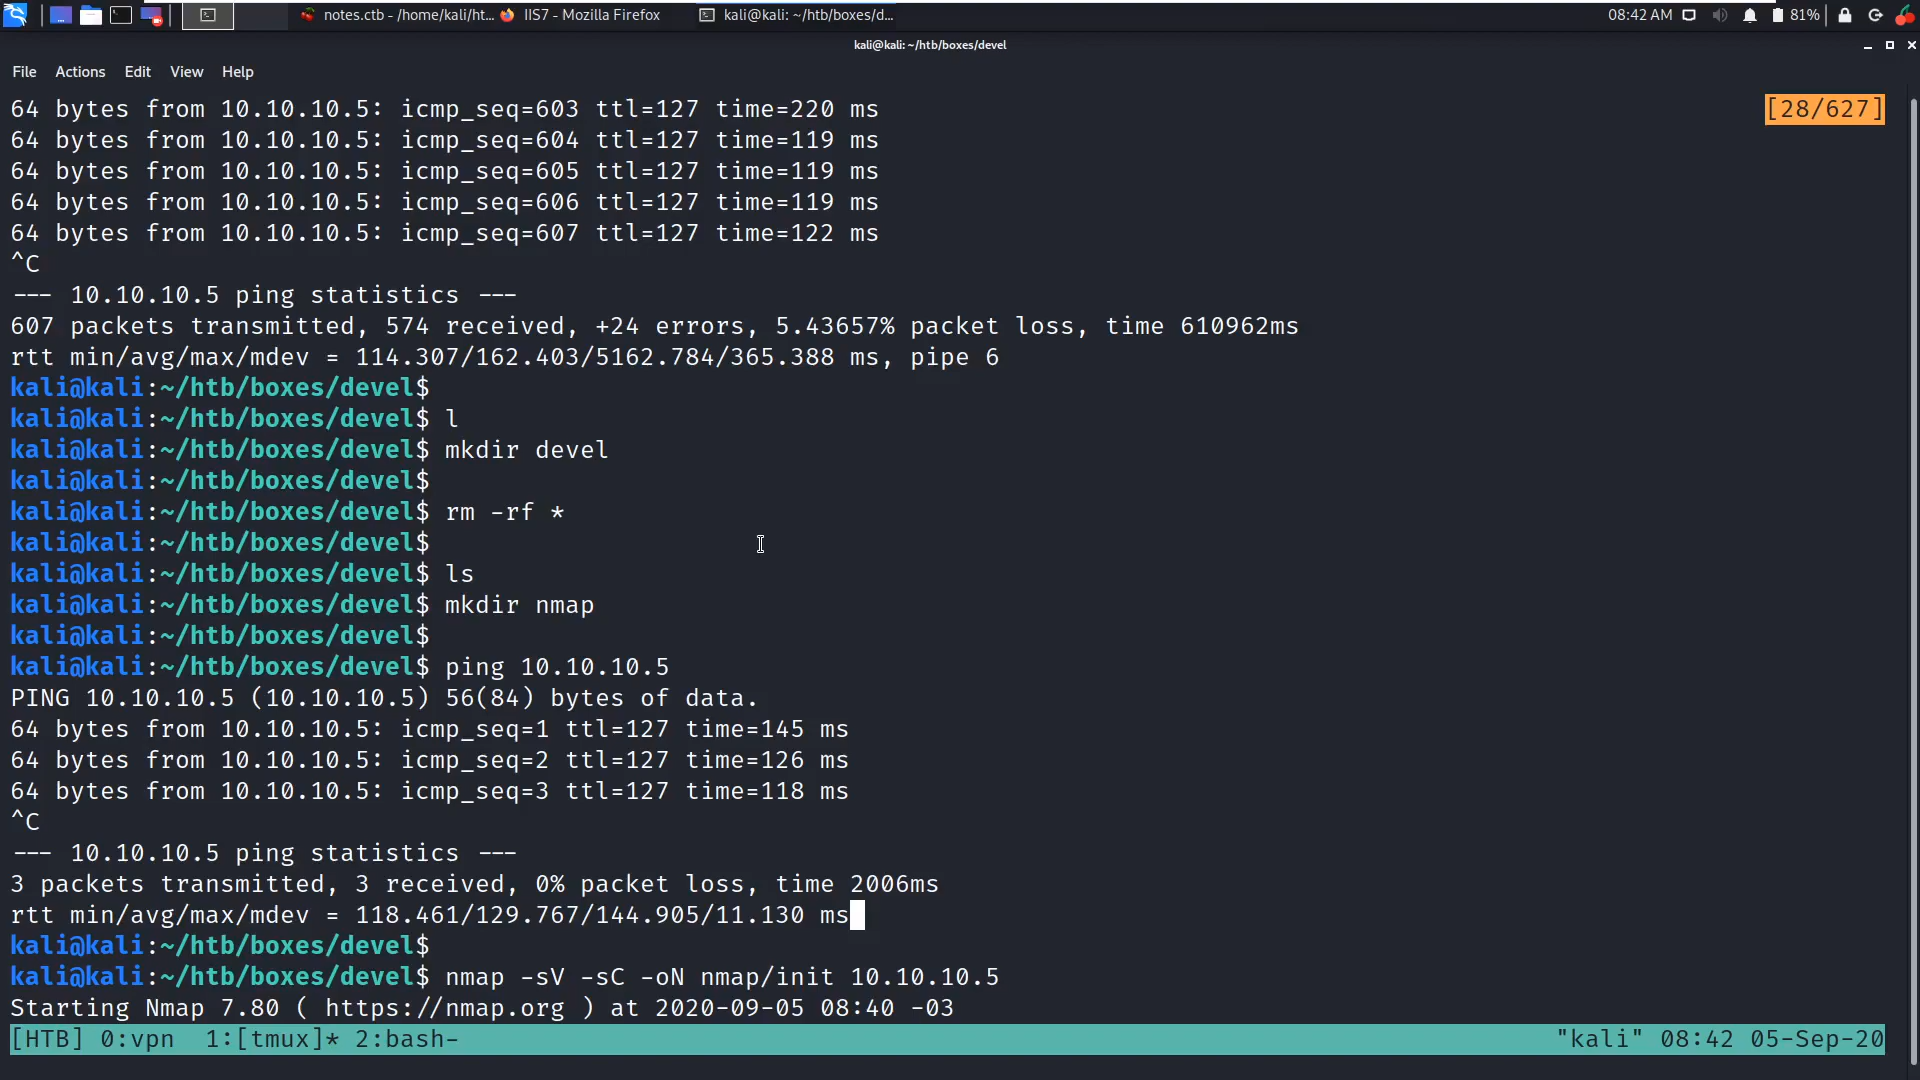 notes.ctb - /home/kali/ht... IIS7 - Mozilla Firefox kali@kali: ~/htb/boxes/d... 08:42 AM 81%
kali@kali: ~/htb/boxes/devel
File Actions Edit View Help
64 bytes from 10.10.10.5: icmp_seq=603 ttl=127 time=220 ms [28/627]
64 bytes from 10.10.10.5: icmp_seq=604 ttl=127 time=119 ms
64 bytes from 10.10.10.5: icmp_seq=605 ttl=127 time=119 ms
64 bytes from 10.10.10.5: icmp_seq=606 ttl=127 time=119 ms
64 bytes from 10.10.10.5: icmp_seq=607 ttl=127 time=122 ms
^C
--- 10.10.10.5 ping statistics ---
607 packets transmitted, 574 received, +24 errors, 5.43657% packet loss, time 610962ms
rtt min/avg/max/mdev = 114.307/162.403/5162.784/365.388 ms, pipe 6
kali@kali:~/htb/boxes/devel$
kali@kali:~/htb/boxes/devel$ l
kali@kali:~/htb/boxes/devel$ mkdir devel
kali@kali:~/htb/boxes/devel$
kali@kali:~/htb/boxes/devel$ rm -rf *
kali@kali:~/htb/boxes/devel$
kali@kali:~/htb/boxes/devel$ ls
kali@kali:~/htb/boxes/devel$ mkdir nmap
kali@kali:~/htb/boxes/devel$
kali@kali:~/htb/boxes/devel$ ping 10.10.10.5
PING 10.10.10.5 (10.10.10.5) 56(84) bytes of data.
64 bytes from 10.10.10.5: icmp_seq=1 ttl=127 time=145 ms
64 bytes from 10.10.10.5: icmp_seq=2 ttl=127 time=126 ms
64 bytes from 10.10.10.5: icmp_seq=3 ttl=127 time=118 ms
^C
--- 10.10.10.5 ping statistics ---
3 packets transmitted, 3 received, 0% packet loss, time 2006ms
rtt min/avg/max/mdev = 118.461/129.767/144.905/11.130 ms
kali@kali:~/htb/boxes/devel$
kali@kali:~/htb/boxes/devel$ nmap -sV -sC -oN nmap/init 10.10.10.5
Starting Nmap 7.80 ( https://nmap.org ) at 2020-09-05 08:40 -03
[HTB] 0:vpn 1:[tmux]* 2:bash- "kali" 08:42 05-Sep-20